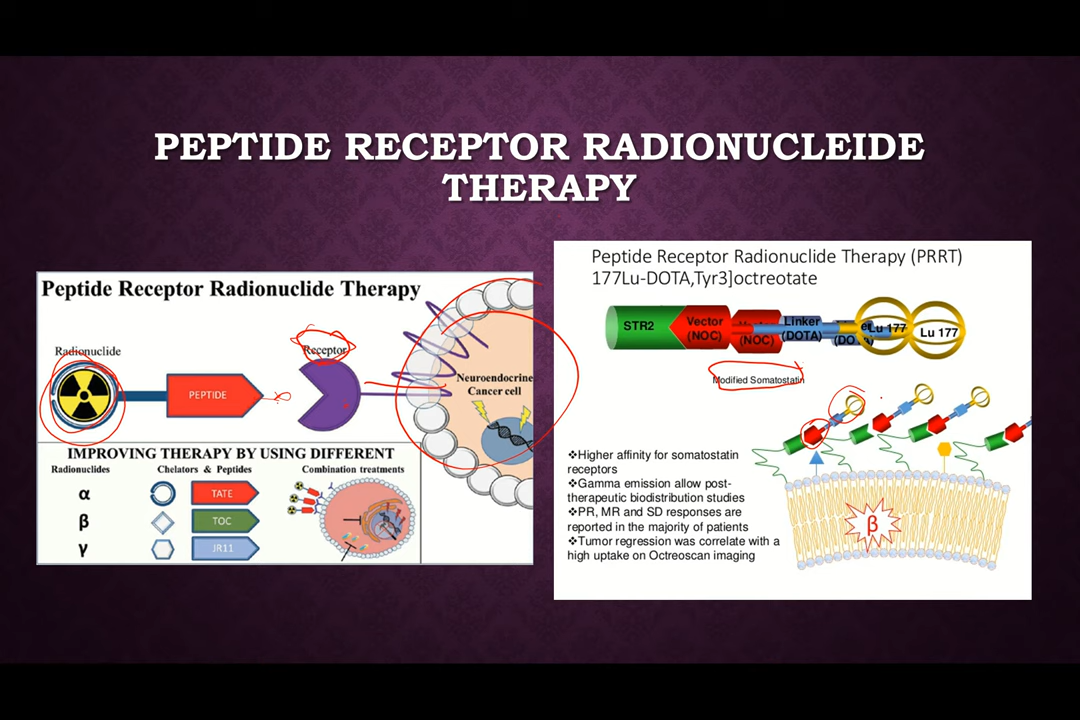 PEPTIDE RECEPTOR RADIONUCLEIDE
THERAPY
Peptide Receptor Radionuclide Therapy
Radionuclide
Receptor
PEPTIDE
Neuroendocrine
Cancer cell
IMPROVING THERAPY BY USING DIFFERENT
Radionuclides
Chelators & Peptides
Combination treatments
α
TATE
β
TOC
γ
JR11
Peptide Receptor Radionuclide Therapy (PRRT)
177Lu-DOTA,Tyr3]octreotate
STR2
Vector
(NOC)
(NOC)
Linker
(DOTA)
Lu 177
Lu 177
Modified Somatostatin
❖Higher affinity for somatostatin
receptors
❖Gamma emission allow post-
therapeutic biodistribution studies
❖PR, MR and SD responses are
reported in the majority of patients
❖Tumor regression was correlate with a
high uptake on Octreoscan imaging
β